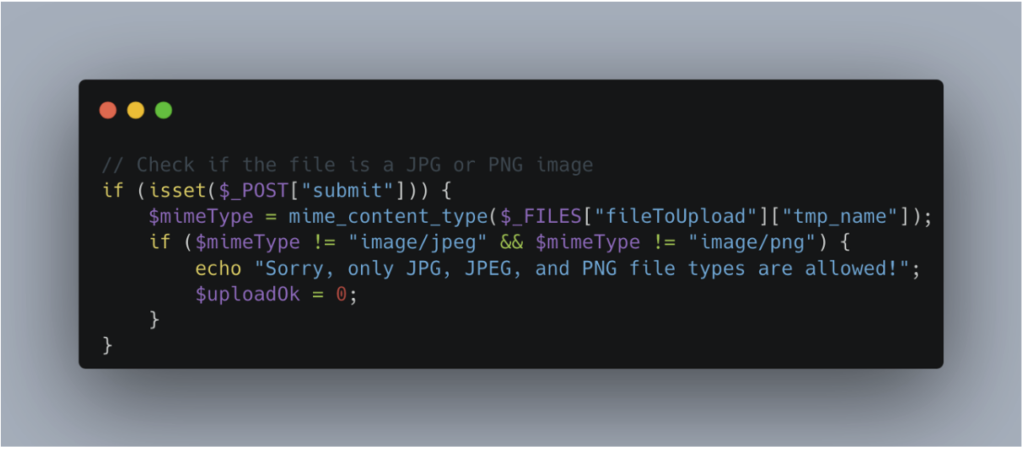 // Check if the file is a JPG or PNG image
if (isset($_POST["submit"])) {
    $mimeType = mime_content_type($_FILES["fileToUpload"]["tmp_name"]);
    if ($mimeType != "image/jpeg" && $mimeType != "image/png") {
        echo "Sorry, only JPG, JPEG, and PNG file types are allowed!";
        $uploadOk = 0;
    }
}